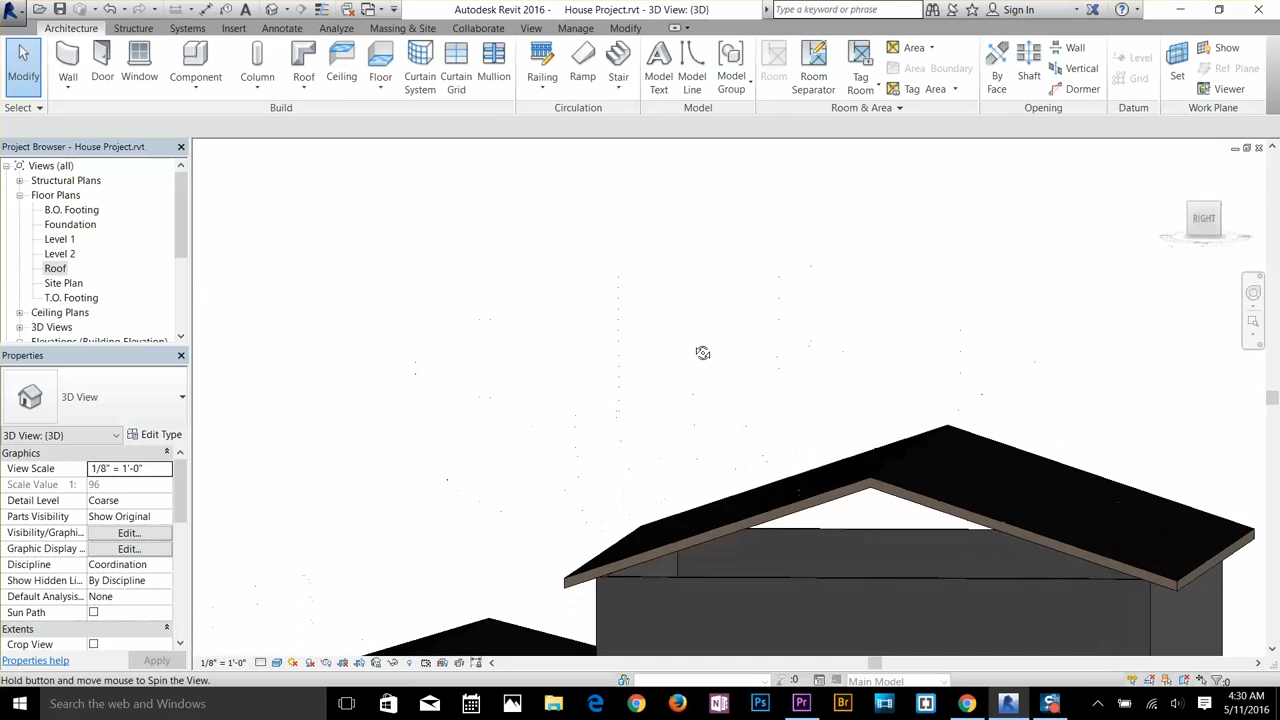 Autodesk Revit 2016 - House Project.rvt - 3D View: {3D}
Type a keyword or phrase
Sign In
Architecture Structure Systems Insert Annotate Analyze Massing & Site Collaborate View Manage Modify
Modify Wall Door Window Component Column Roof Ceiling Floor Curtain System Curtain Grid Mullion Railing Ramp Stair Model Text Model Line Model Group Room Room Separator Tag Room
Area
Area Boundary
Tag Area
By Face Shaft
Wall
Vertical
Dormer
Level
Grid
Set
Show
Ref Plane
Viewer
Select Build Circulation Model Room & Area Opening Datum Work Plane
Project Browser - House Project.rvt
Views (all)
Structural Plans
Floor Plans
B.O. Footing
Foundation
Level 1
Level 2
Roof
Site Plan
T.O. Footing
Ceiling Plans
3D Views
Elevations (Building Elevation)
Properties
3D View
3D View: {3D} Edit Type
Graphics
View Scale 1/8" = 1'-0"
Scale Value 1: 96
Detail Level Coarse
Parts Visibility Show Original
Visibility/Graphi... Edit...
Graphic Display ... Edit...
Discipline Coordination
Show Hidden Li... By Discipline
Default Analysis... None
Sun Path
Extents
Crop View
Properties help Apply
RIGHT
1/8" = 1'-0"
Hold button and move mouse to Spin the View.
:0
Main Model
:0
Search the web and Windows
4:30 AM
5/11/2016